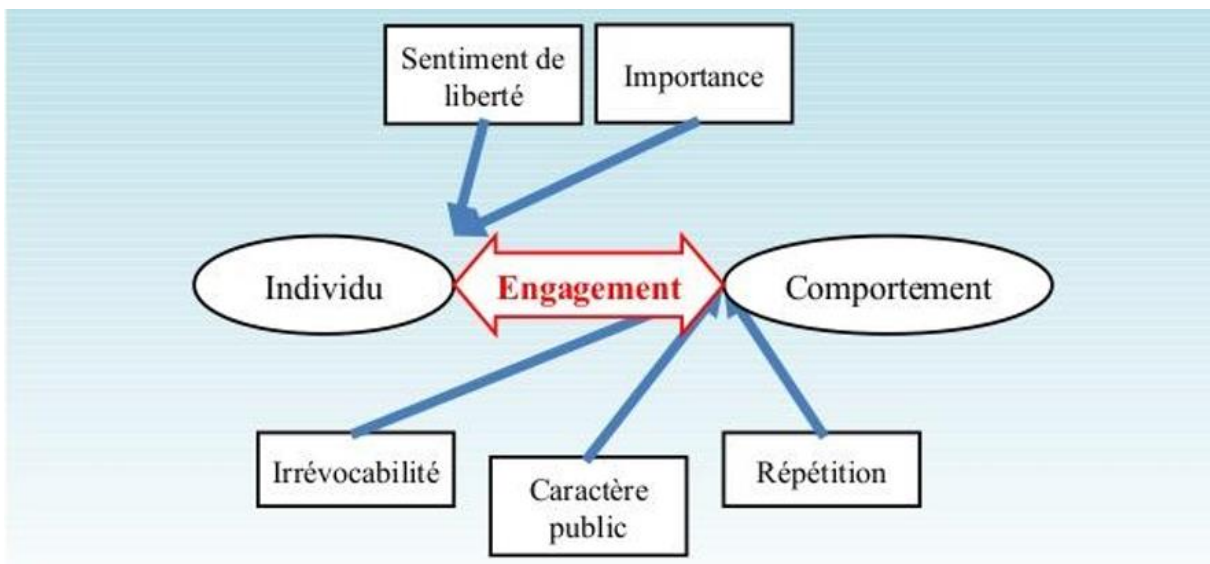 Sentiment de
liberté
Importance
Individu
Engagement
Comportement
Irrévocabilité
Caractère
public
Répétition